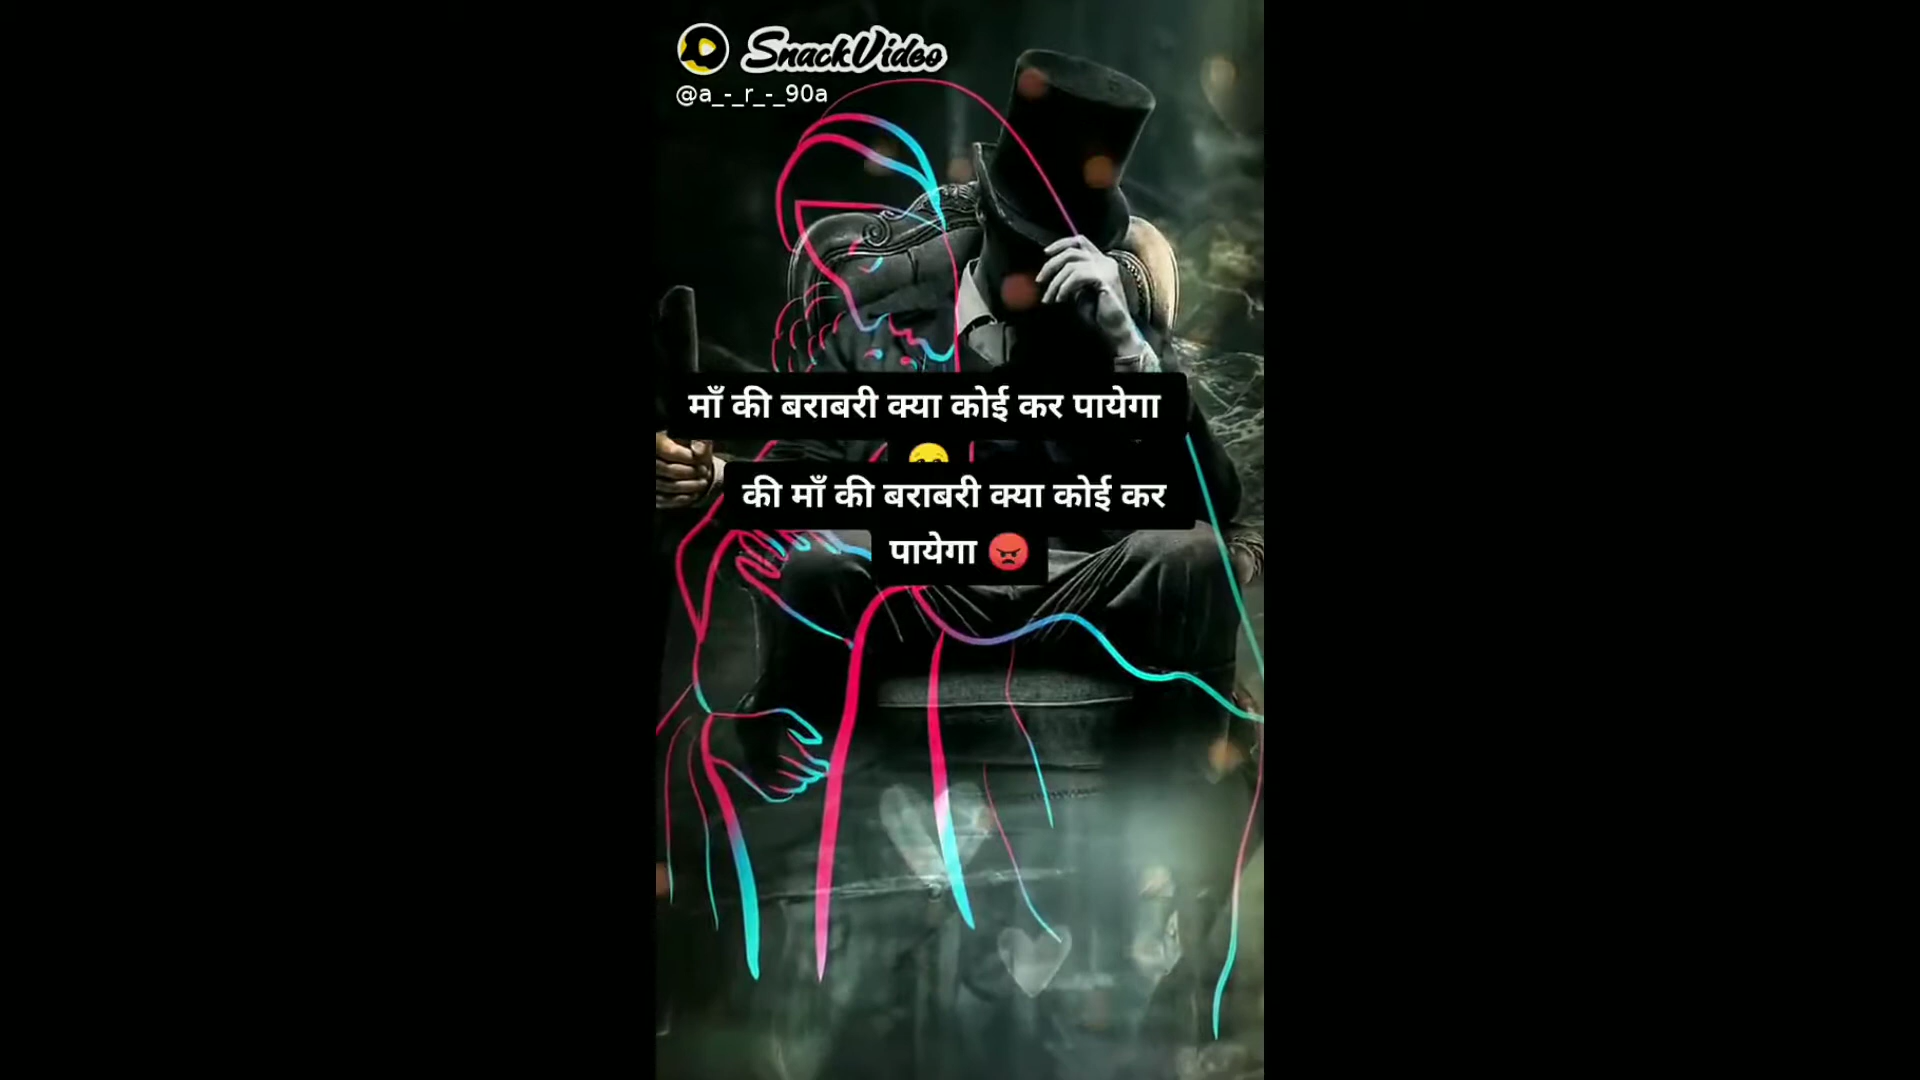 SnackVideo
@a_-_r_-_90a
माँ की बराबरी क्या कोई कर पायेगा
की माँ की बराबरी क्या कोई कर
पायेगा 😡